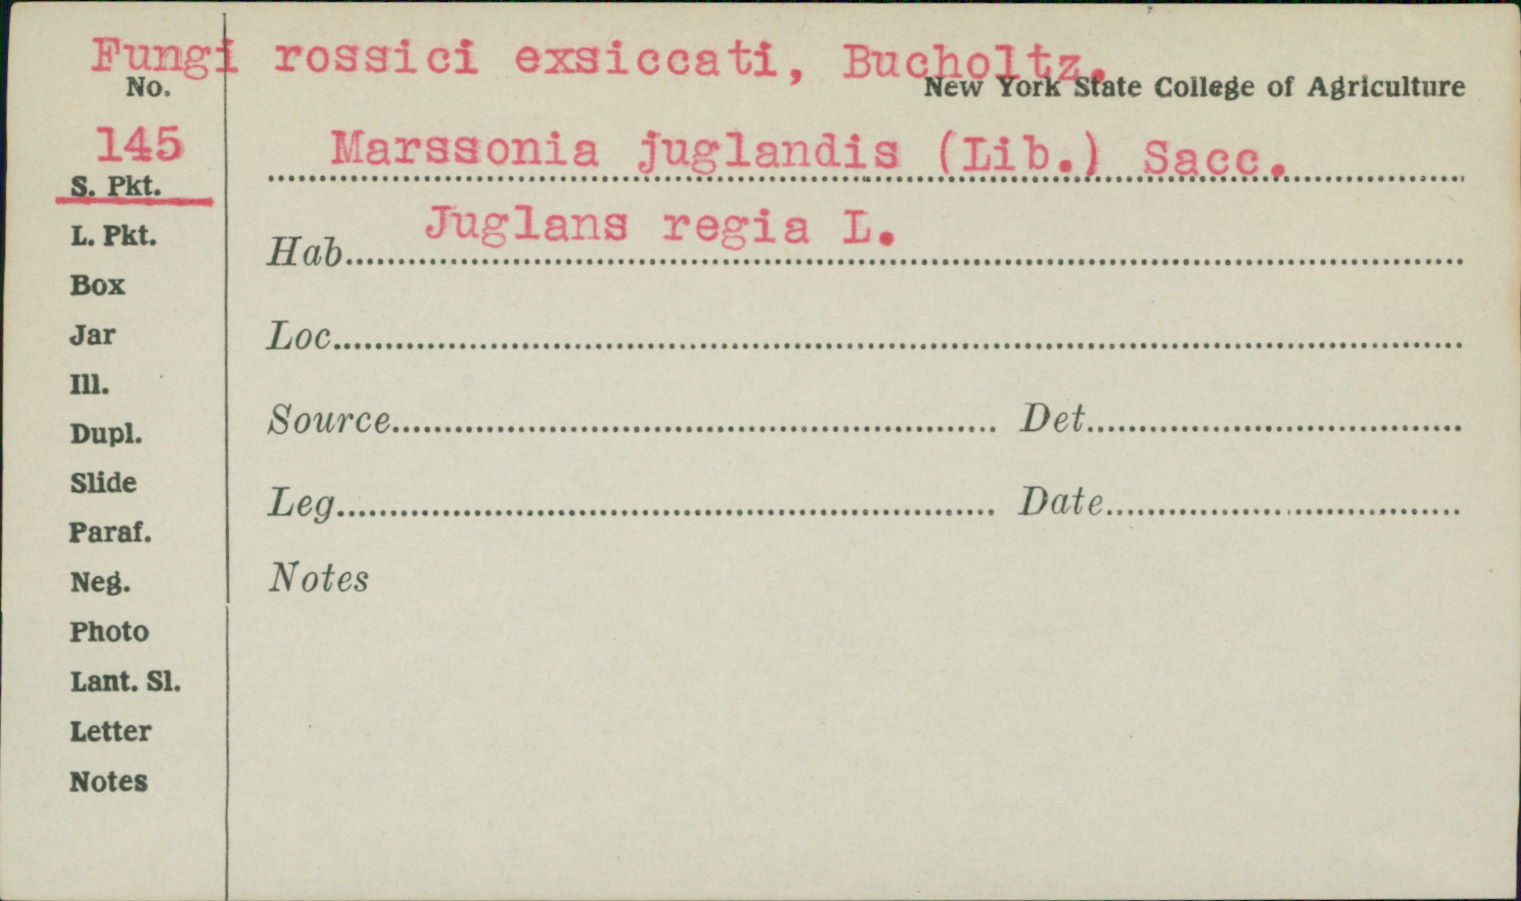 Fungi rossici exsiccati, Bucholtz.
No.
New York State College of Agriculture
145
Marssonia juglandis (Lib.) Sacc.
S. Pkt.
Juglans regia L.
L. Pkt.
Hab
Box
Jar
Loc
Ill.
Dupl.
Source Det
Slide
Leg Date
Paraf.
Neg.
Notes
Photo
Lant. Sl.
Letter
Notes